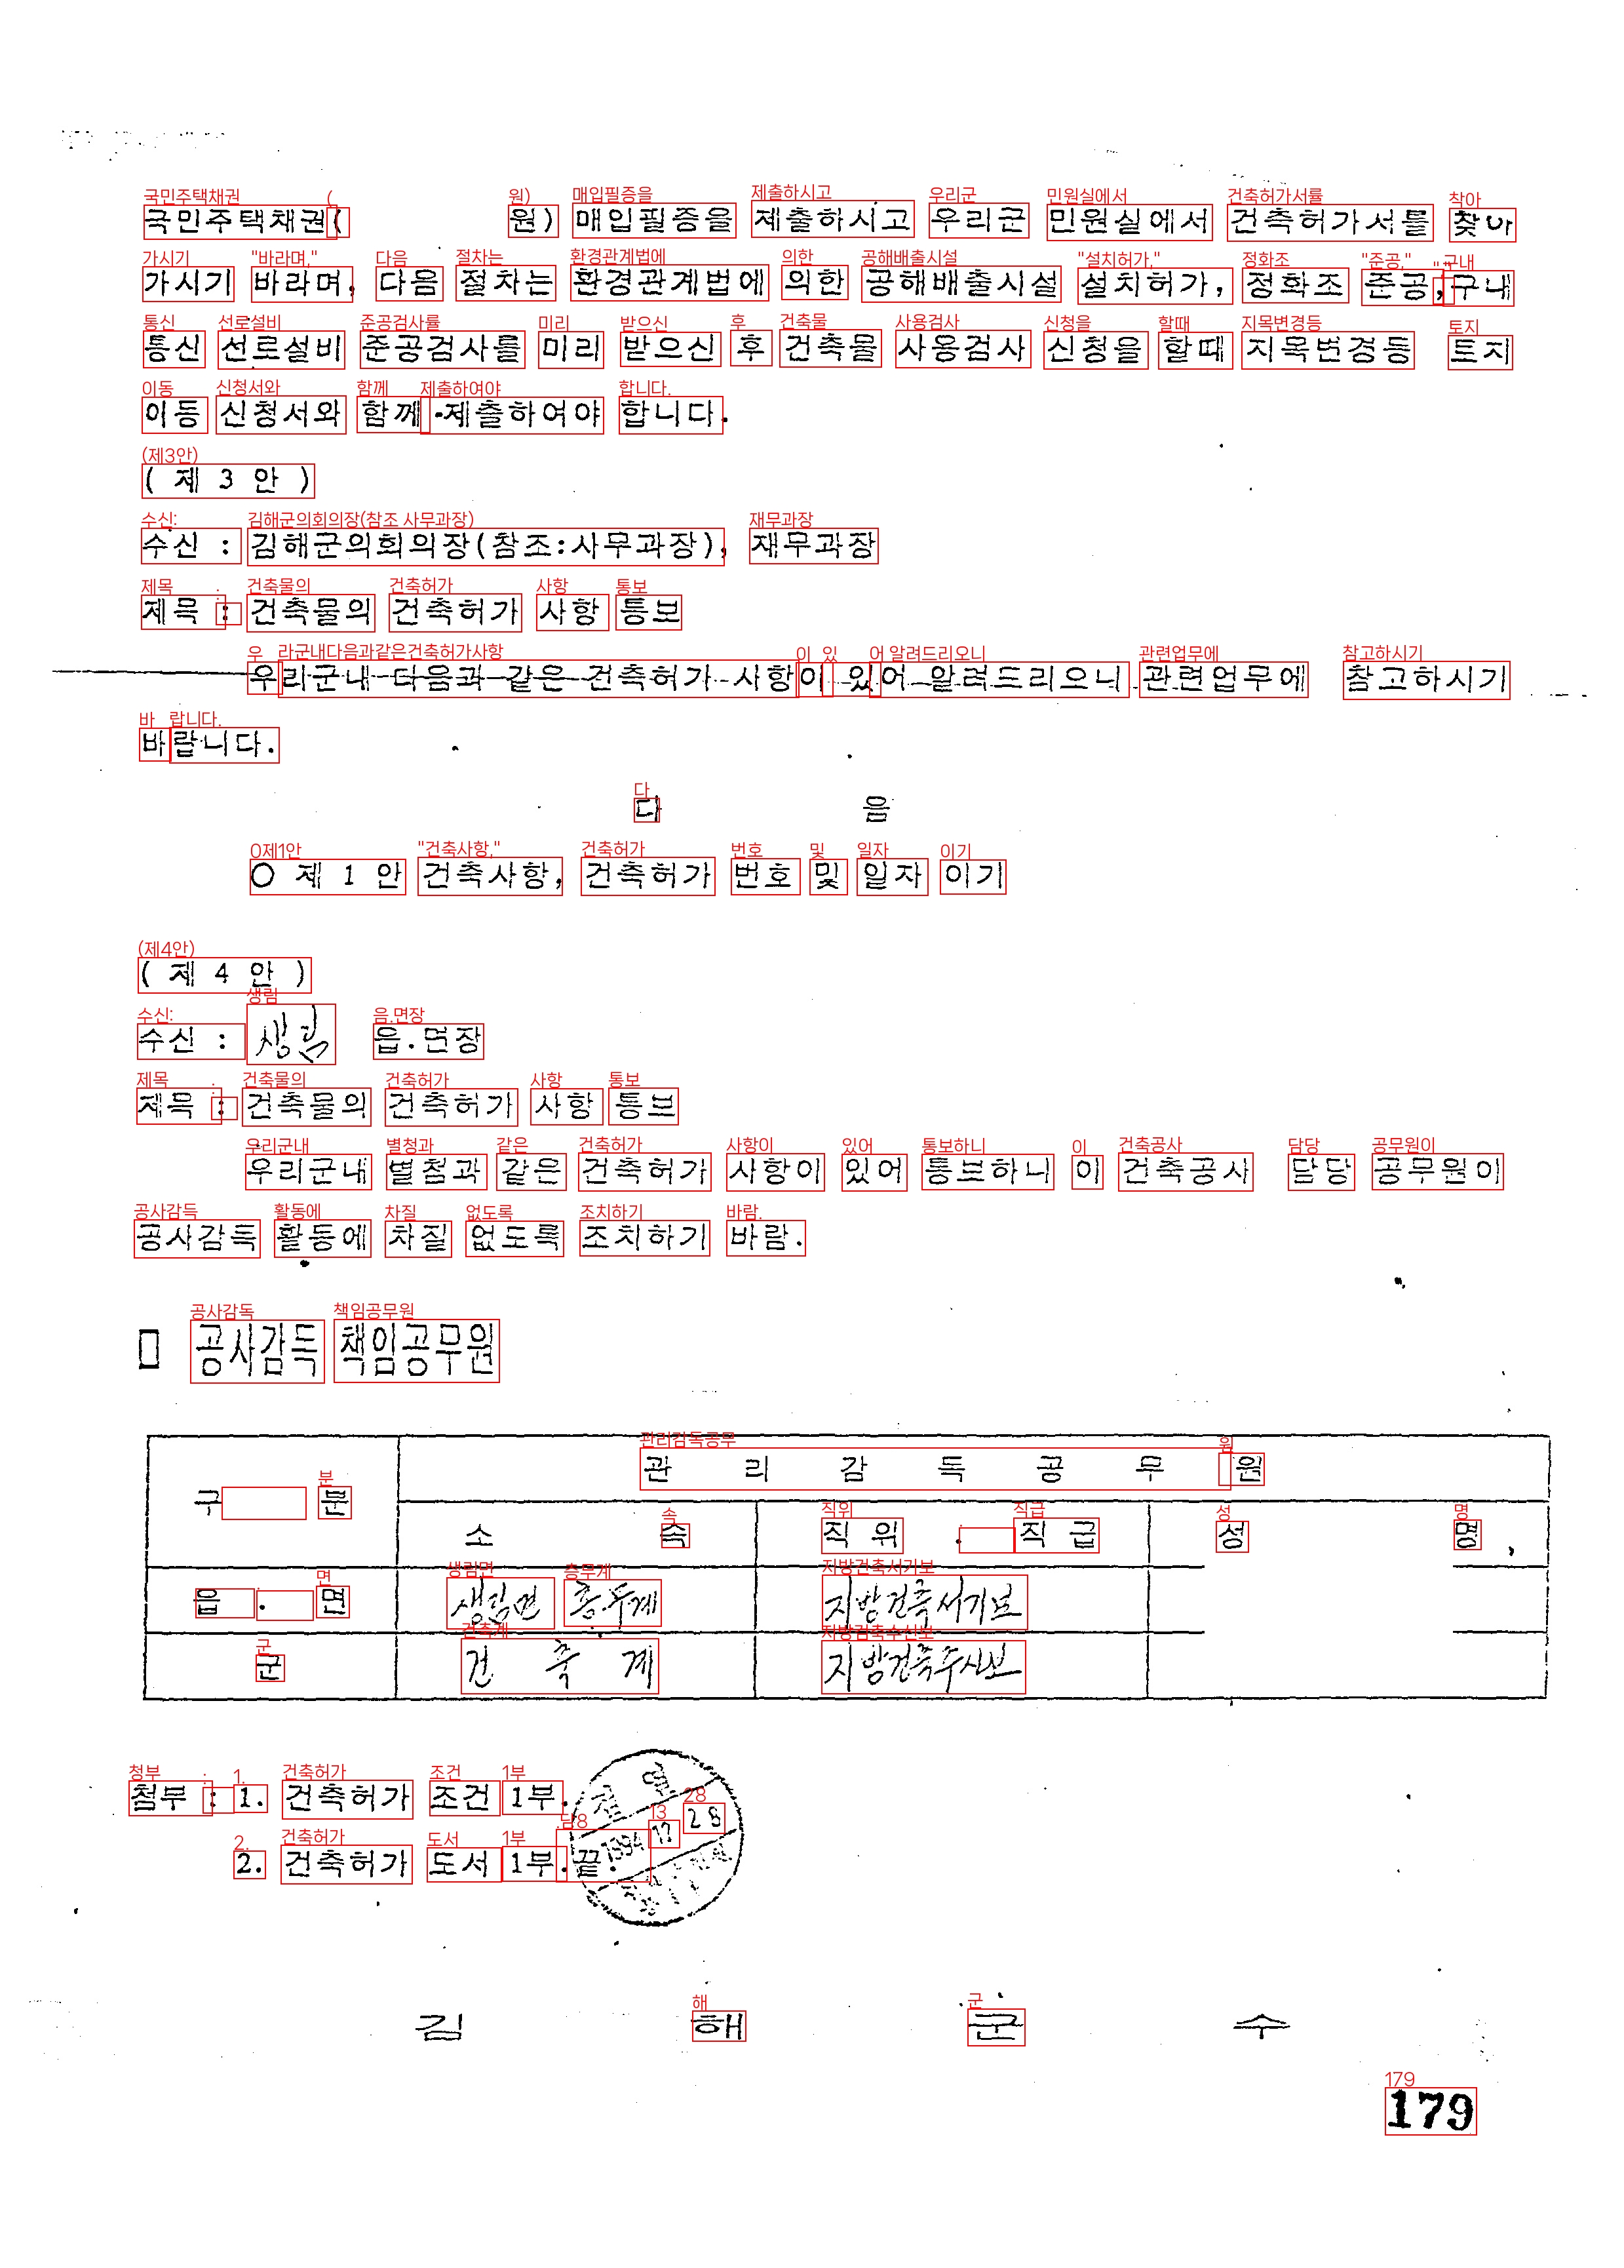 국민주택채권( 원) 매입필증을 제출하시고 우리군 민원실에서 건축허가서를 찾아
가시기 바라며, 다음 절차는 환경관계법에 의한 공해배출시설 설치허가, 정화조 준공, 구내
통신 선로설비 준공검사를 미리 받으신 후 건축물 사용검사 신청을 할때 지목변경등 토지
이동 신청서와 함께 제출하여야 합니다.
( 제 3 안 )
수신 : 김해군의회의장(참조:사무과장), 재무과장
제목 : 건축물의 건축허가 사항 통보
우리군내 다음과 같은 건축허가 사항이 있어 알려드리오니 관련업무에 참고하시기
바랍니다.
다 음
○ 제 1 안 건축사항, 건축허가 번호 및 일자 이기
( 제 4 안 )
수신 : 생림 읍.면장
제목 : 건축물의 건축허가 사항 통보
우리군내 별첨과 같은 건축허가 사항이 있어 통보하니 이 건축공사 담당 공무원이
공사감독 활동에 차질 없도록 조치하기 바람.
□ 공사감독 책임공무원
구 분 관 리 감 독 공 무 원
소 속 직 위 . 직 급 성 명
읍 . 면 생림면 총무계 지방건축서기보
군 건 축 계 지방건축주사보
첨부 : 1. 건축허가 조건 1부.
2. 건축허가 도서 1부.끝.
1994 12 28
김 해 군 수
179